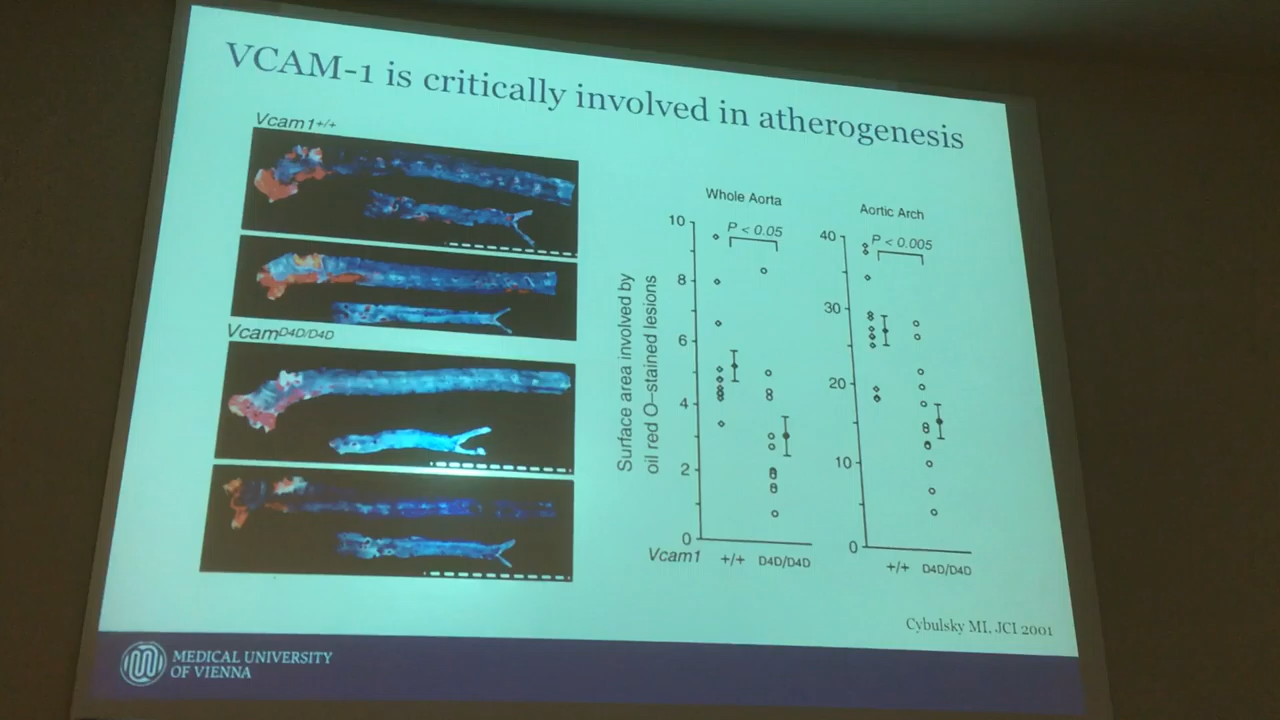 VCAM-1 is critically involved in atherogenesis
Vcam1+/+
VcamD4D/D4D
Whole Aorta
Aortic Arch
Surface area involved by
oil red O–stained lesions
10
8
6
4
2
0
P < 0.05
40
30
20
10
0
P < 0.005
Vcam1
+/+ D4D/D4D
+/+ D4D/D4D
Cybulsky MI, JCI 2001
MEDICAL UNIVERSITY
OF VIENNA